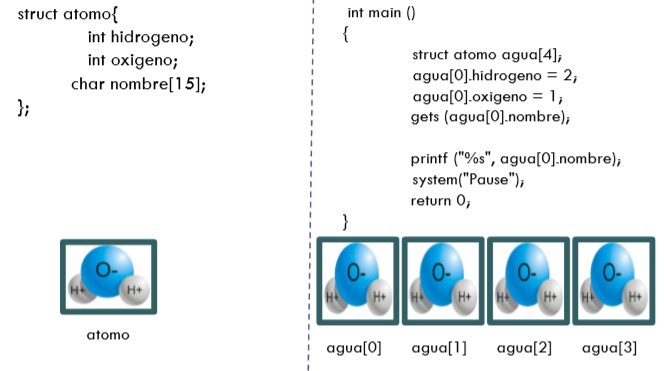 struct atomo{
int hidrogeno;
int oxigeno;
char nombre[15];
};
O-
H+
H+
atomo
int main ()
{
struct atomo agua[4];
agua[0].hidrogeno = 2;
agua[0].oxigeno = 1;
gets (agua[0].nombre);
printf ("%s", agua[0].nombre);
system("Pause");
return 0;
}
O- O- O- O-
H+ H+ H+ H+ H+ H+ H+ H+
agua[0] agua[1] agua[2] agua[3]